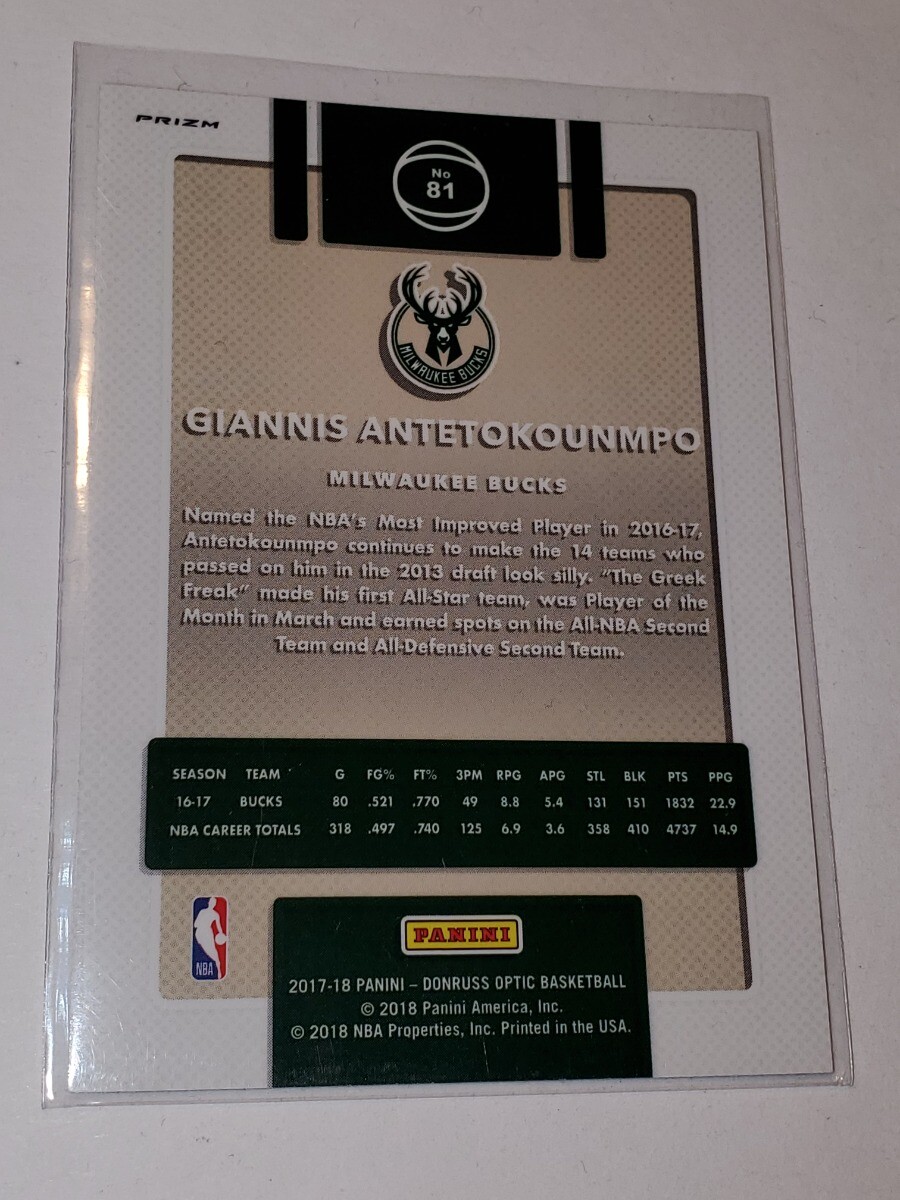 PRIZM
No
81
MILWAUKEE BUCKS
GIANNIS ANTETOKOUNMPO
MILWAUKEE BUCKS
Named the NBA's Most Improved Player in 2016-17,
Antetokounmpo continues to make the 14 teams who
passed on him in the 2013 draft look silly. "The Greek
Freak" made his first All-Star team, was Player of the
Month in March and earned spots on the All-NBA Second
Team and All-Defensive Second Team.
SEASON TEAM G FG% FT% 3PM RPG APG STL BLK PTS PPG
16-17 BUCKS 80 .521 .770 49 8.8 5.4 131 151 1832 22.9
NBA CAREER TOTALS 318 .497 .740 125 6.9 3.6 358 410 4737 14.9
NBA
PANINI
2017-18 PANINI – DONRUSS OPTIC BASKETBALL
© 2018 Panini America, Inc.
© 2018 NBA Properties, Inc. Printed in the USA.